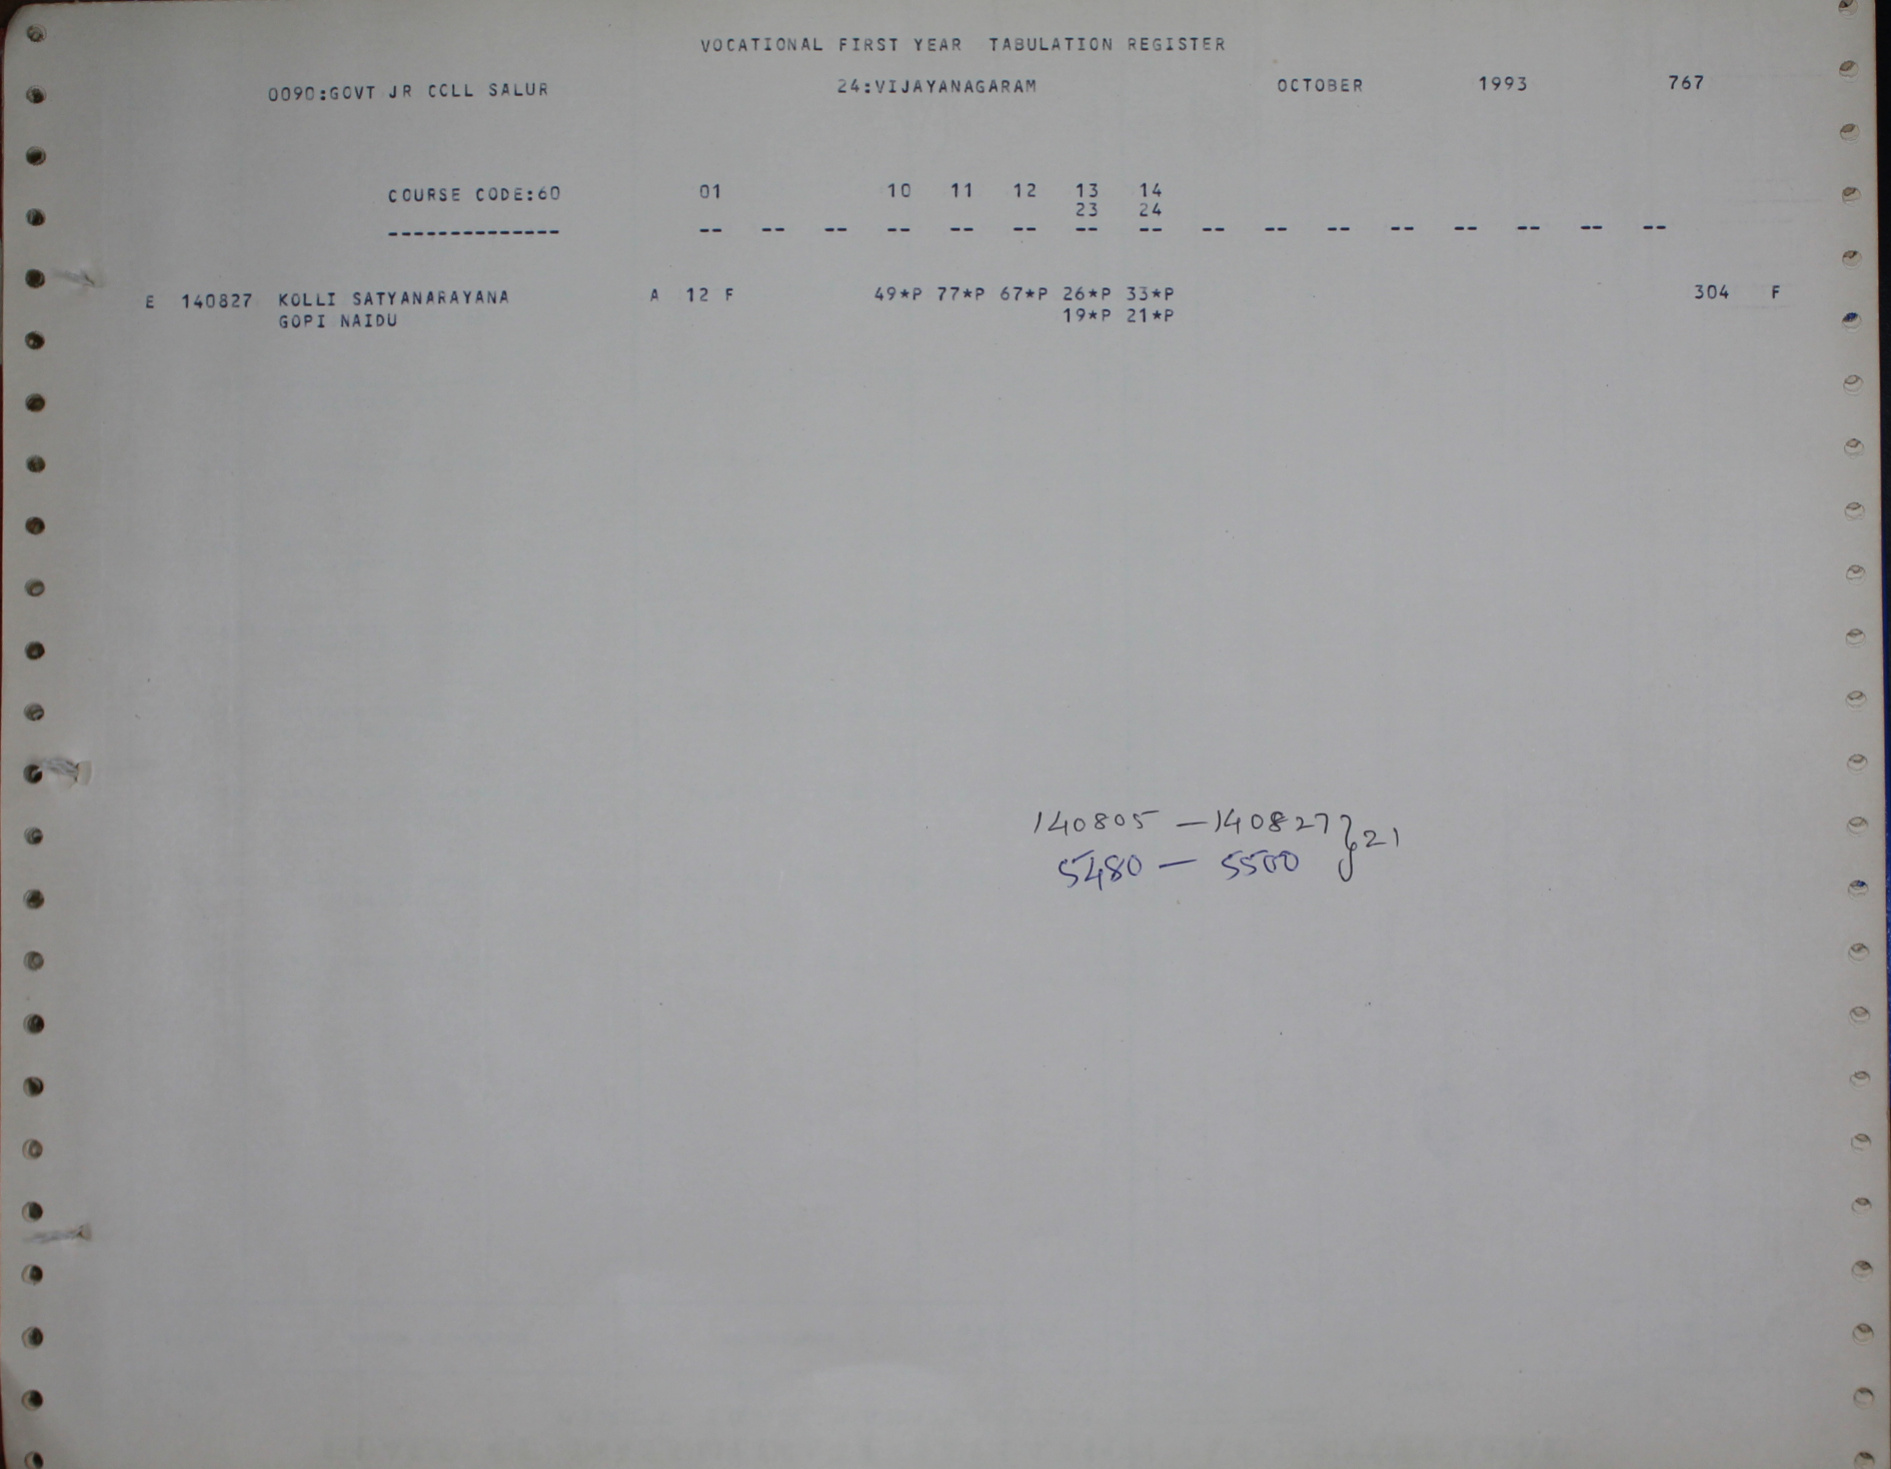 VOCATIONAL FIRST YEAR TABULATION REGISTER
0090:GOVT JR CCLL SALUR 24:VIJAYANAGARAM OCTOBER 1993 767
COURSE CODE:60 01 10 11 12 13 14
23 24
-------------- -- -- -- -- -- -- -- -- -- -- -- -- -- -- -- --
E 140827 KOLLI SATYANARAYANA A 12 F 49*P 77*P 67*P 26*P 33*P 304 F
GOPI NAIDU 19*P 21*P
140805 — 140827 } 21
5480 — 5500